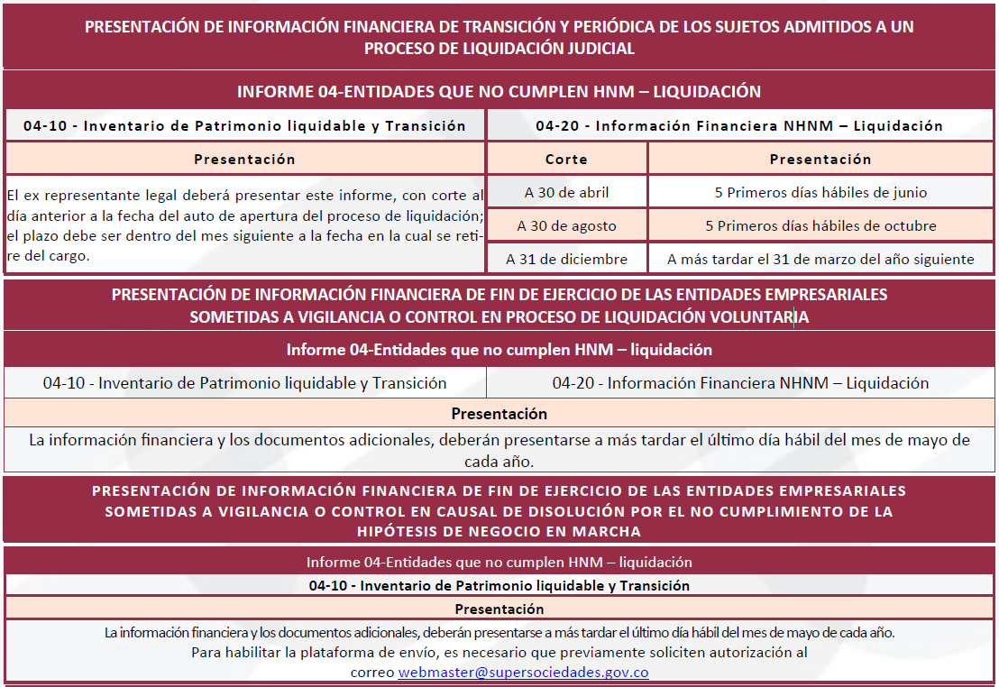 PRESENTACIÓN DE INFORMACIÓN FINANCIERA DE TRANSICIÓN Y PERIÓDICA DE LOS SUJETOS ADMITIDOS A UN
PROCESO DE LIQUIDACIÓN JUDICIAL
INFORME 04-ENTIDADES QUE NO CUMPLEN HNM – LIQUIDACIÓN
04-10 - Inventario de Patrimonio liquidable y Transición
04-20 - Información Financiera NHNM – Liquidación
Presentación
Corte
Presentación
El ex representante legal deberá presentar este informe, con corte al
día anterior a la fecha del auto de apertura del proceso de liquidación;
el plazo debe ser dentro del mes siguiente a la fecha en la cual se reti-
re del cargo.
A 30 de abril
5 Primeros días hábiles de junio
A 30 de agosto
5 Primeros días hábiles de octubre
A 31 de diciembre
A más tardar el 31 de marzo del año siguiente
PRESENTACIÓN DE INFORMACIÓN FINANCIERA DE FIN DE EJERCICIO DE LAS ENTIDADES EMPRESARIALES
SOMETIDAS A VIGILANCIA O CONTROL EN PROCESO DE LIQUIDACIÓN VOLUNTARIA
Informe 04-Entidades que no cumplen HNM – liquidación
04-10 - Inventario de Patrimonio liquidable y Transición
04-20 - Información Financiera NHNM – Liquidación
Presentación
La información financiera y los documentos adicionales, deberán presentarse a más tardar el último día hábil del mes de mayo de
cada año.
PRESENTACIÓN DE INFORMACIÓN FINANCIERA DE FIN DE EJERCICIO DE LAS ENTIDADES EMPRESARIALES
SOMETIDAS A VIGILANCIA O CONTROL EN CAUSAL DE DISOLUCIÓN POR EL NO CUMPLIMIENTO DE LA
HIPÓTESIS DE NEGOCIO EN MARCHA
Informe 04-Entidades que no cumplen HNM – liquidación
04-10 - Inventario de Patrimonio liquidable y Transición
Presentación
La información financiera y los documentos adicionales, deberán presentarse a más tardar el último día hábil del mes de mayo de cada año.
Para habilitar la plataforma de envío, es necesario que previamente soliciten autorización al
correo webmaster@supersociedades.gov.co